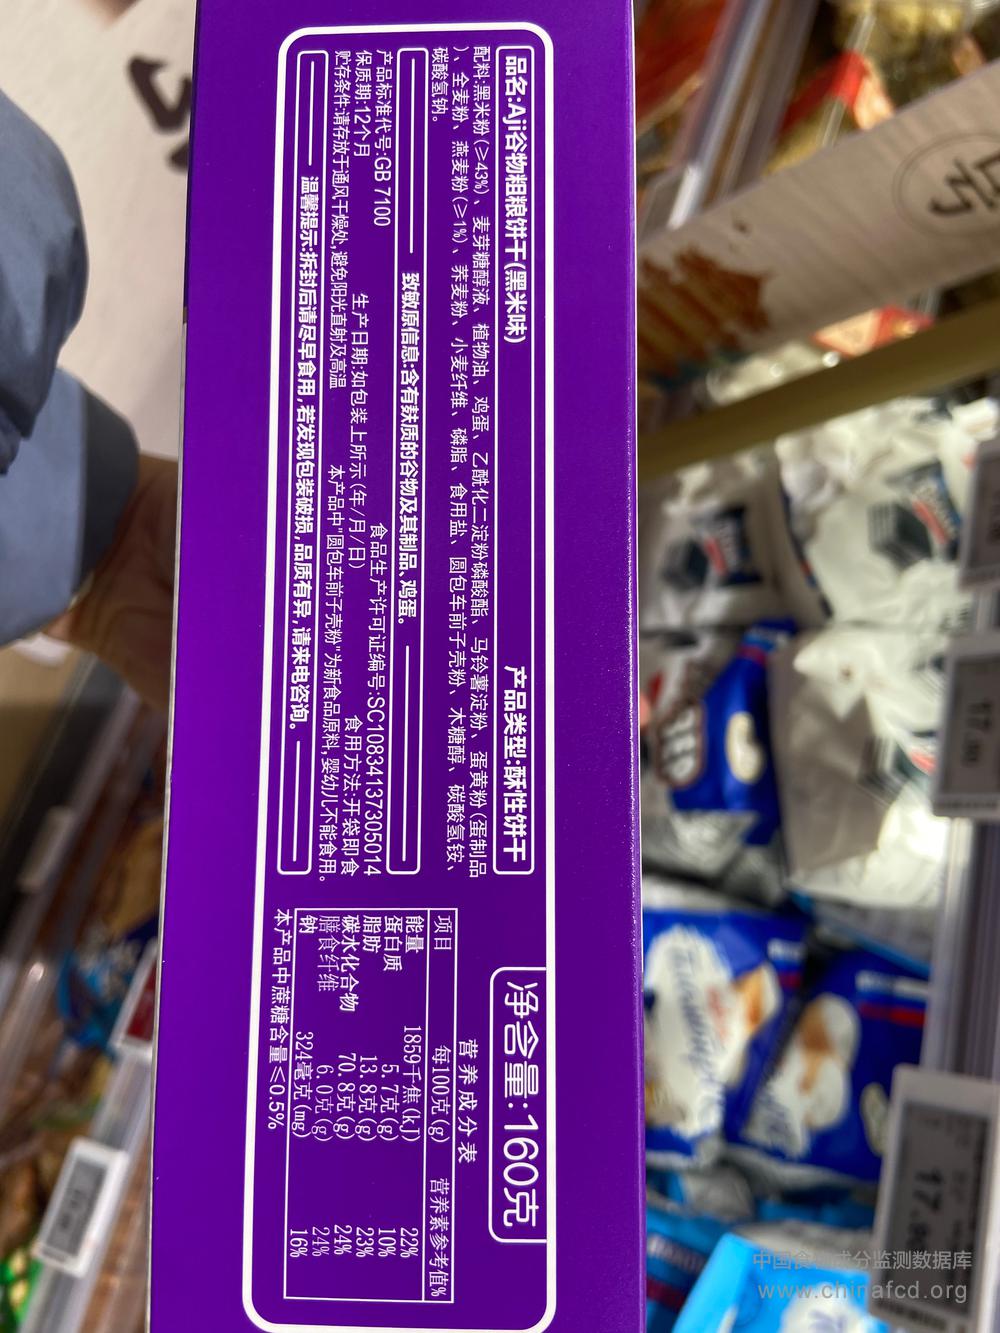 品名:Aji谷物粗粮饼干(黑米味)
产品类型:酥性饼干
配料:黑米粉(≥43%)、麦芽糖醇液、植物油、鸡蛋、乙酰化二淀粉磷酸酯、马铃薯淀粉、蛋黄粉(蛋制品
)、全麦粉、燕麦粉(≥1%)、荞麦粉、小麦纤维、磷脂、食用盐、圆包车前子壳粉、木糖醇、碳酸氢铵、
碳酸氢钠。
致敏原信息:含有麸质的谷物及其制品、鸡蛋。
产品标准代号:GB 7100
食品生产许可证编号:SC10834137305014
保质期:12个月
生产日期:如包装上所示(年/月/日)
食用方法:开袋即食
贮存条件:请存放于通风干燥处,避免阳光直射及高温
本产品中"圆包车前子壳粉"为新食品原料,婴幼儿不能食用。
温馨提示:拆封后请尽早食用,若发现包装破损,品质有异,请来电咨询。
净含量:160克
营养成分表
项目 每100克(g) 营养素参考值%
能量 1859千焦(kJ) 22%
蛋白质 5.7克(g) 10%
脂肪 13.8克(g) 23%
碳水化合物 70.8克(g) 24%
膳食纤维 6.0克(g) 24%
钠 324毫克(mg) 16%
本产品中蔗糖含量≤0.5%
中国食物成分监测数据库
www.chinafcd.org